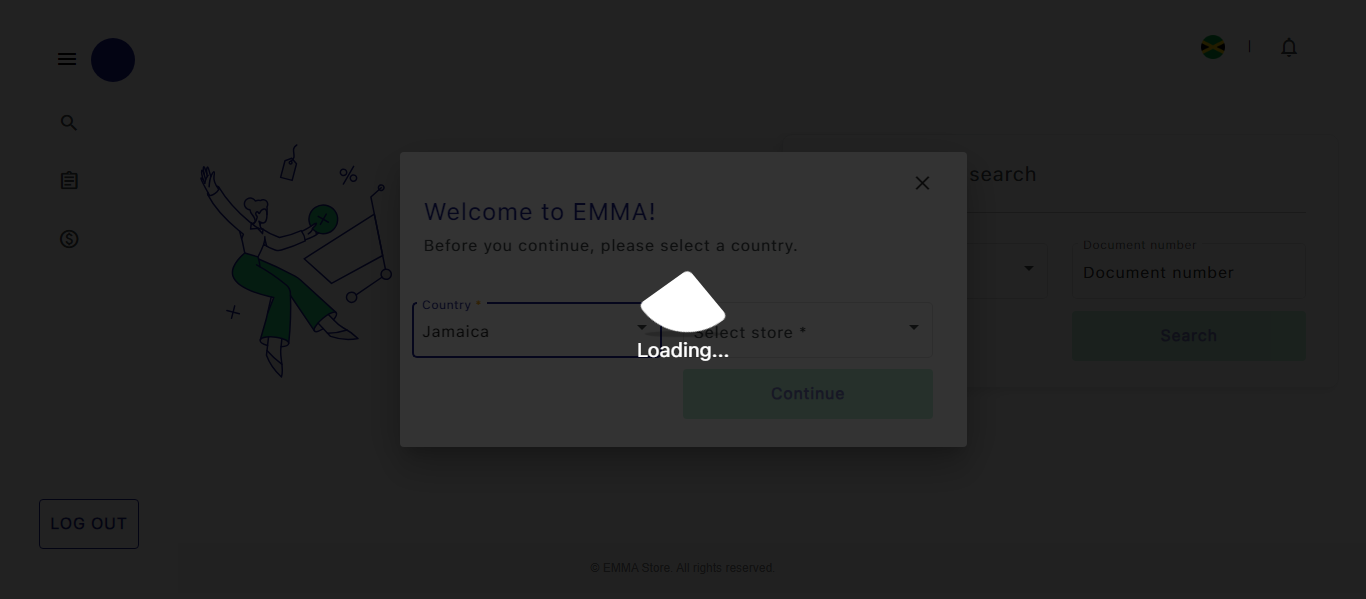 search
Welcome to EMMA!
Before you continue, please select a country.
Document number
Document number
Country *
Jamaica
Select store *
Search
Loading...
Continue
LOG OUT
© EMMA Store. All rights reserved